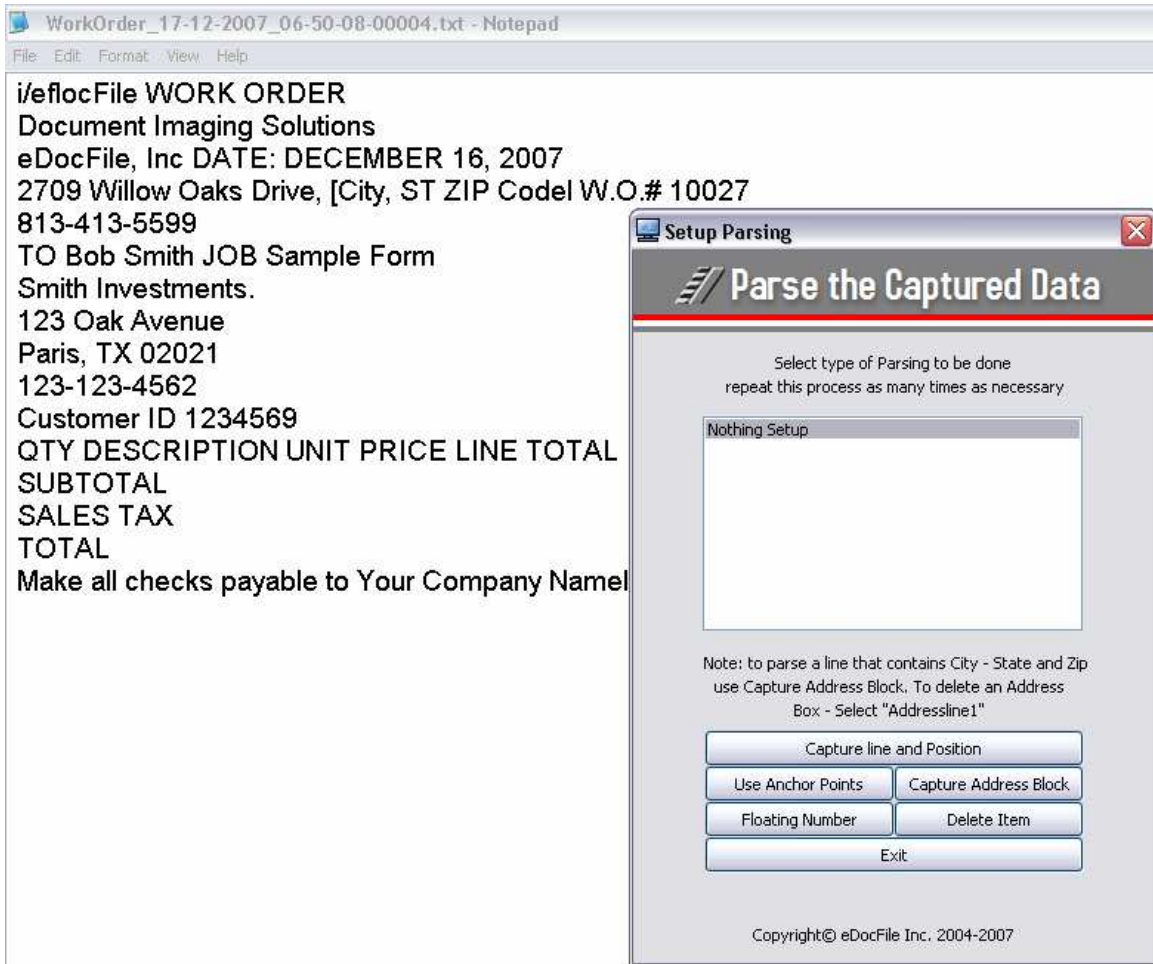 WorkOrder_17-12-2007_06-50-08-00004.txt - Notepad
File Edit Format View Help
i/eflocFile WORK ORDER
Document Imaging Solutions
eDocFile, Inc DATE: DECEMBER 16, 2007
2709 Willow Oaks Drive, [City, ST ZIP Codel W.O.# 10027
813-413-5599
TO Bob Smith JOB Sample Form
Smith Investments.
123 Oak Avenue
Paris, TX 02021
123-123-4562
Customer ID 1234569
QTY DESCRIPTION UNIT PRICE LINE TOTAL
SUBTOTAL
SALES TAX
TOTAL
Make all checks payable to Your Company Namel
Setup Parsing
Parse the Captured Data
Select type of Parsing to be done
repeat this process as many times as necessary
Nothing Setup
Note: to parse a line that contains City - State and Zip
use Capture Address Block. To delete an Address
Box - Select "Addressline1"
Capture line and Position
Use Anchor Points Capture Address Block
Floating Number Delete Item
Exit
Copyright© eDocFile Inc. 2004-2007